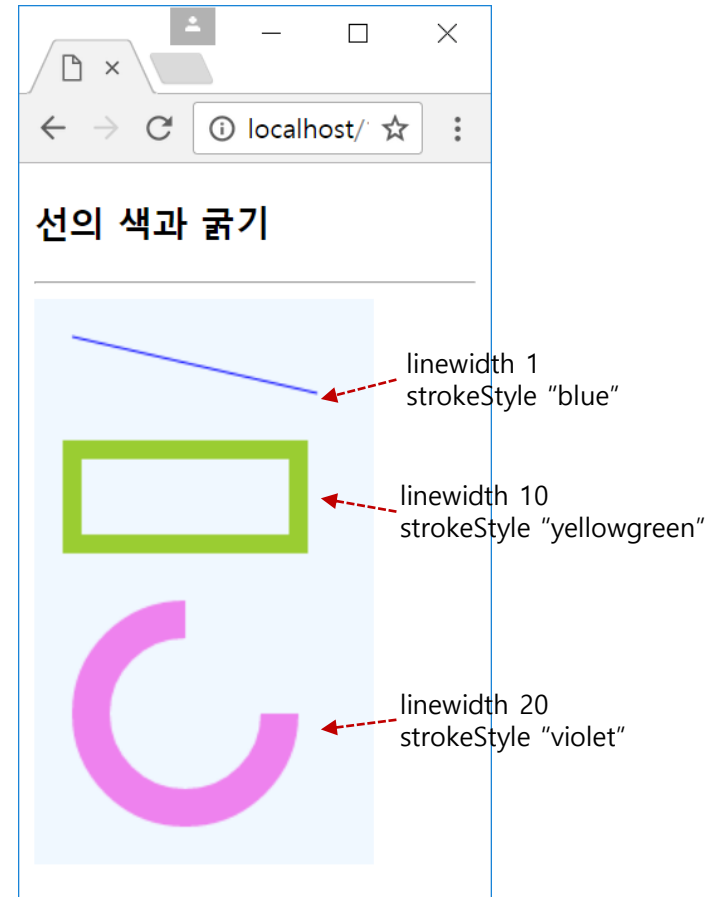 localhost/
선의 색과 굵기
linewidth 1
strokeStyle “blue”
linewidth 10
strokeStyle “yellowgreen”
linewidth 20
strokeStyle “violet”